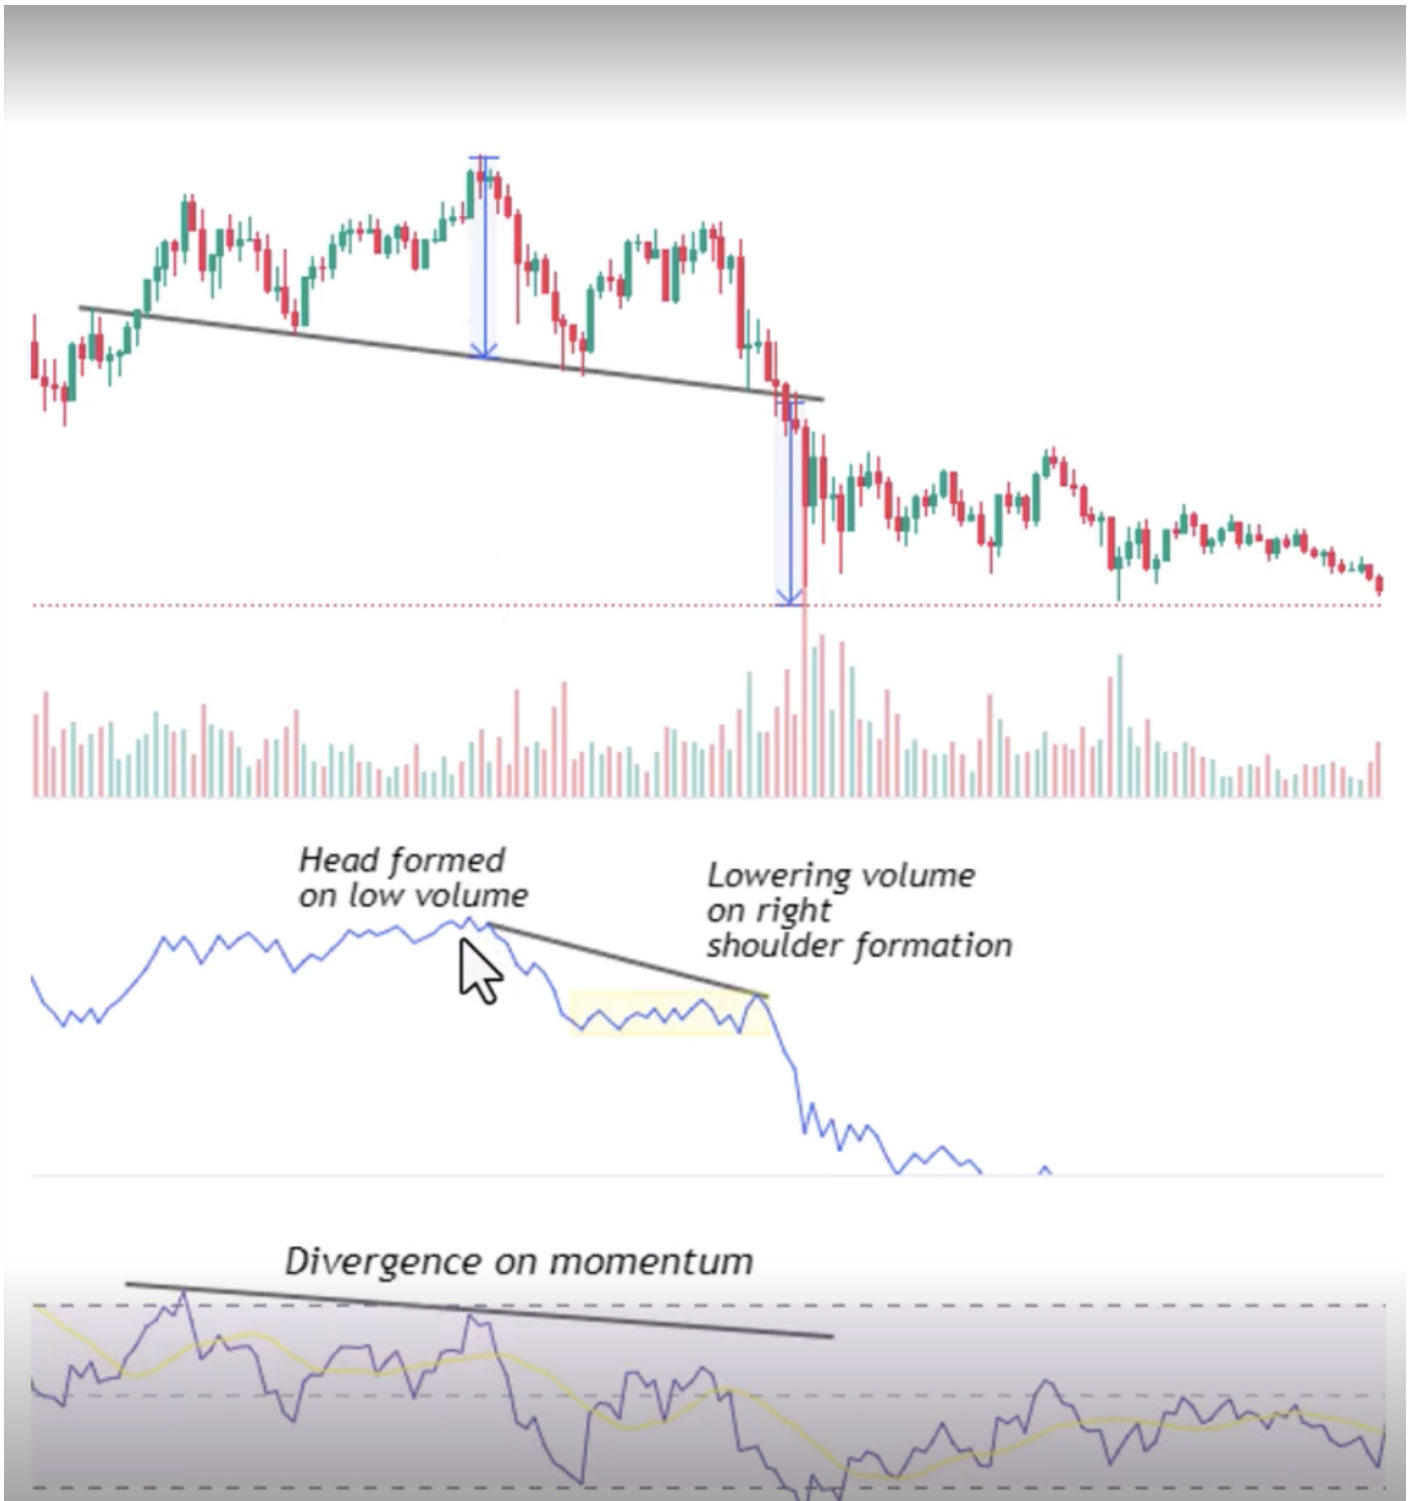 Head formed
on low volume
Lowering volume
on right
shoulder formation
Divergence on momentum